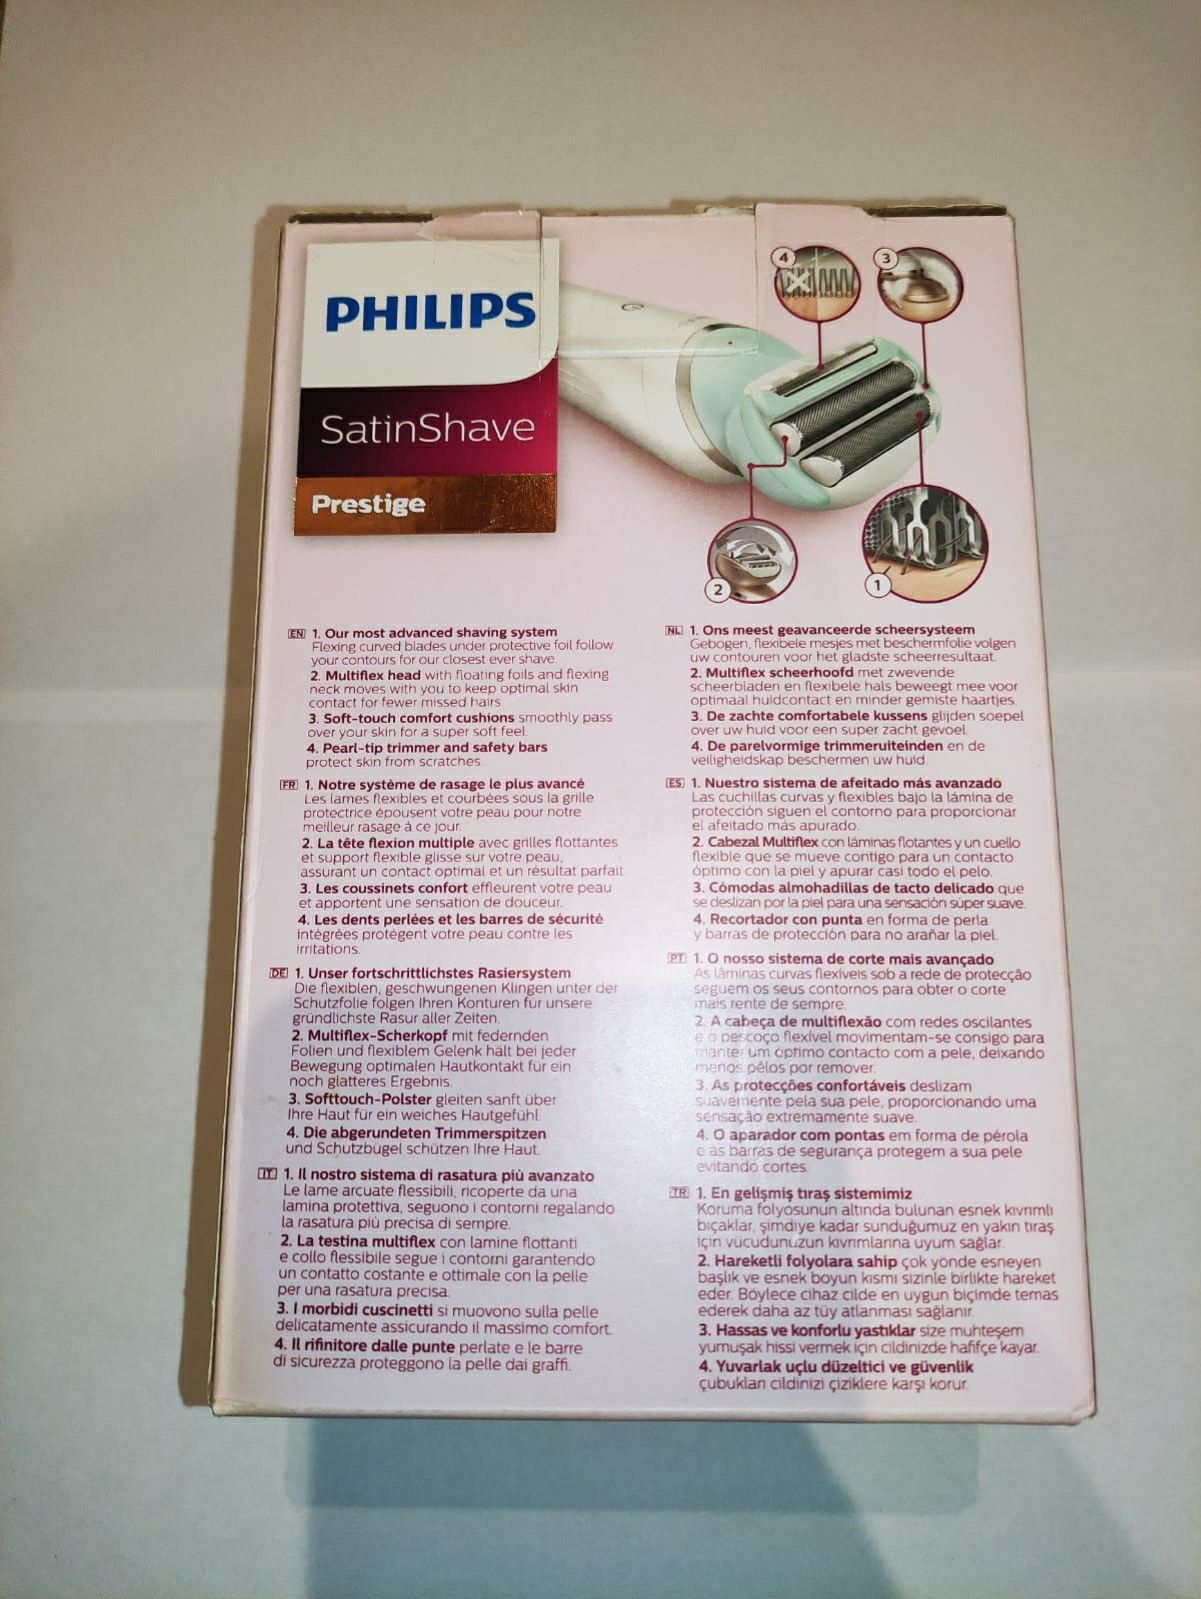 PHILIPS
SatinShave
Prestige
4
3
2
1
EN 1. Our most advanced shaving system
Flexing curved blades under protective foil follow
your contours for our closest ever shave.
2. Multiflex head with floating foils and flexing
neck moves with you to keep optimal skin
contact for fewer missed hairs
3. Soft-touch comfort cushions smoothly pass
over your skin for a super soft feel.
4. Pearl-tip trimmer and safety bars
protect skin from scratches.
FR 1. Notre système de rasage le plus avancé
Les lames flexibles et courbées sous la grille
protectrice épousent votre peau pour notre
meilleur rasage à ce jour.
2. La tête flexion multiple avec grilles flottantes
et support flexible glisse sur votre peau,
assurant un contact optimal et un résultat parfait.
3. Les coussinets confort effleurent votre peau
et apportent une sensation de douceur.
4. Les dents perlées et les barres de sécurité
intégrées protègent votre peau contre les
irritations.
DE 1. Unser fortschrittlichstes Rasiersystem
Die flexiblen, geschwungenen Klingen unter der
Schutzfolie folgen Ihren Konturen für unsere
gründlichste Rasur aller Zeiten.
2. Multiflex-Scherkopf mit federnden
Folien und flexiblem Gelenk hält bei jeder
Bewegung optimalen Hautkontakt für ein
noch glatteres Ergebnis.
3. Softtouch-Polster gleiten sanft über
Ihre Haut für ein weiches Hautgefühl.
4. Die abgerundeten Trimmerspitzen
und Schutzbügel schützen Ihre Haut.
IT 1. Il nostro sistema di rasatura più avanzato
Le lame arcuate flessibili, ricoperte da una
lamina protettiva, seguono i contorni regalando
la rasatura più precisa di sempre.
2. La testina multiflex con lamine flottanti
e collo flessibile segue i contorni garantendo
un contatto costante e ottimale con la pelle
per una rasatura precisa.
3. I morbidi cuscinetti si muovono sulla pelle
delicatamente assicurando il massimo comfort.
4. Il rifinitore dalle punte perlate e le barre
di sicurezza proteggono la pelle dai graffi.
NL 1. Ons meest geavanceerde scheersysteem
Gebogen, flexibele mesjes met beschermfolie volgen
uw contouren voor het gladste scheerresultaat.
2. Multiflex scheerhoofd met zwevende
scheerbladen en flexibele hals beweegt mee voor
optimaal huidcontact en minder gemiste haartjes.
3. De zachte comfortabele kussens glijden soepel
over uw huid voor een super zacht gevoel.
4. De parelvormige trimmeruiteinden en de
veiligheidskap beschermen uw huid.
ES 1. Nuestro sistema de afeitado más avanzado
Las cuchillas curvas y flexibles bajo la lámina de
protección siguen el contorno para proporcionar
el afeitado más apurado.
2. Cabezal Multiflex con láminas flotantes y un cuello
flexible que se mueve contigo para un contacto
óptimo con la piel y apurar casi todo el pelo.
3. Cómodas almohadillas de tacto delicado que
se deslizan por la piel para una sensación súper suave.
4. Recortador con punta en forma de perla
y barras de protección para no arañar la piel.
PT 1. O nosso sistema de corte mais avançado
As lâminas curvas flexíveis sob a rede de protecção
seguem os seus contornos para obter o corte
mais rente de sempre.
2. A cabeça de multiflexão com redes oscilantes
e o pescoço flexível movimentam-se consigo para
manter um óptimo contacto com a pele, deixando
menos pêlos por remover.
3. As protecções confortáveis deslizam
suavemente pela sua pele, proporcionando uma
sensação extremamente suave.
4. O aparador com pontas em forma de pérola
e as barras de segurança protegem a sua pele
evitando cortes.
TR 1. En gelişmiş tıraş sistemimiz
Koruma folyosunun altında bulunan esnek kıvrımlı
bıçaklar, şimdiye kadar sunduğumuz en yakın tıraş
için vücudunuzun kıvrımlarına uyum sağlar.
2. Hareketli folyolara sahip çok yönde esneyen
başlık ve esnek boyun kısmı sizinle birlikte hareket
eder. Böylece cihaz cilde en uygun biçimde temas
ederek daha az tüy atlanması sağlanır.
3. Hassas ve konforlu yastıklar size muhteşem
yumuşak hissi vermek için cildinizde hafifçe kayar.
4. Yuvarlak uçlu düzeltici ve güvenlik
çubukları cildinizi çiziklere karşı korur.